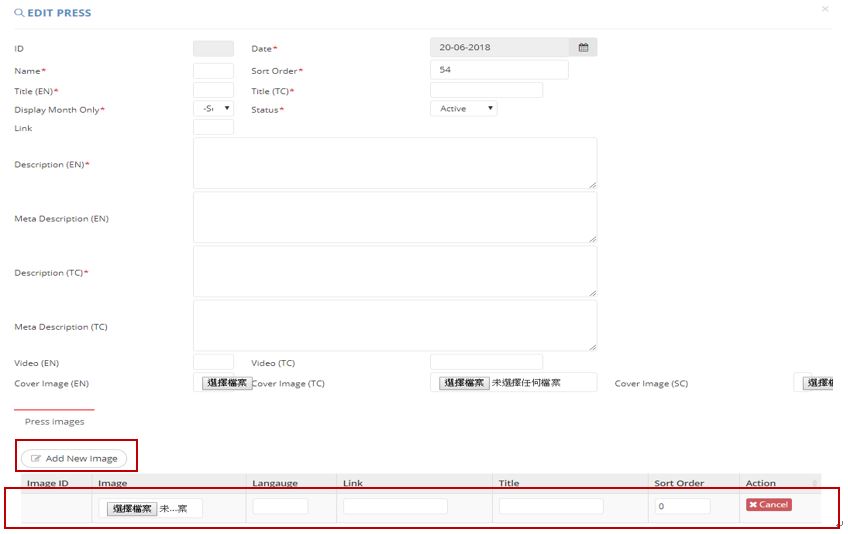 EDIT PRESS ×
ID Date* 20-06-2018
Name* Sort Order* 54
Title (EN)* Title (TC)*
Display Month Only* Status* Active
Link
Description (EN)*
Meta Description (EN)
Description (TC)*
Meta Description (TC)
Video (EN) Video (TC)
Cover Image (EN) 選擇檔案 Cover Image (TC) 選擇檔案 未選擇任何檔案 Cover Image (SC) 選擇檔
Press images
Add New Image
Image ID Image Langauge Link Title Sort Order Action
選擇檔案 未...案 0 Cancel